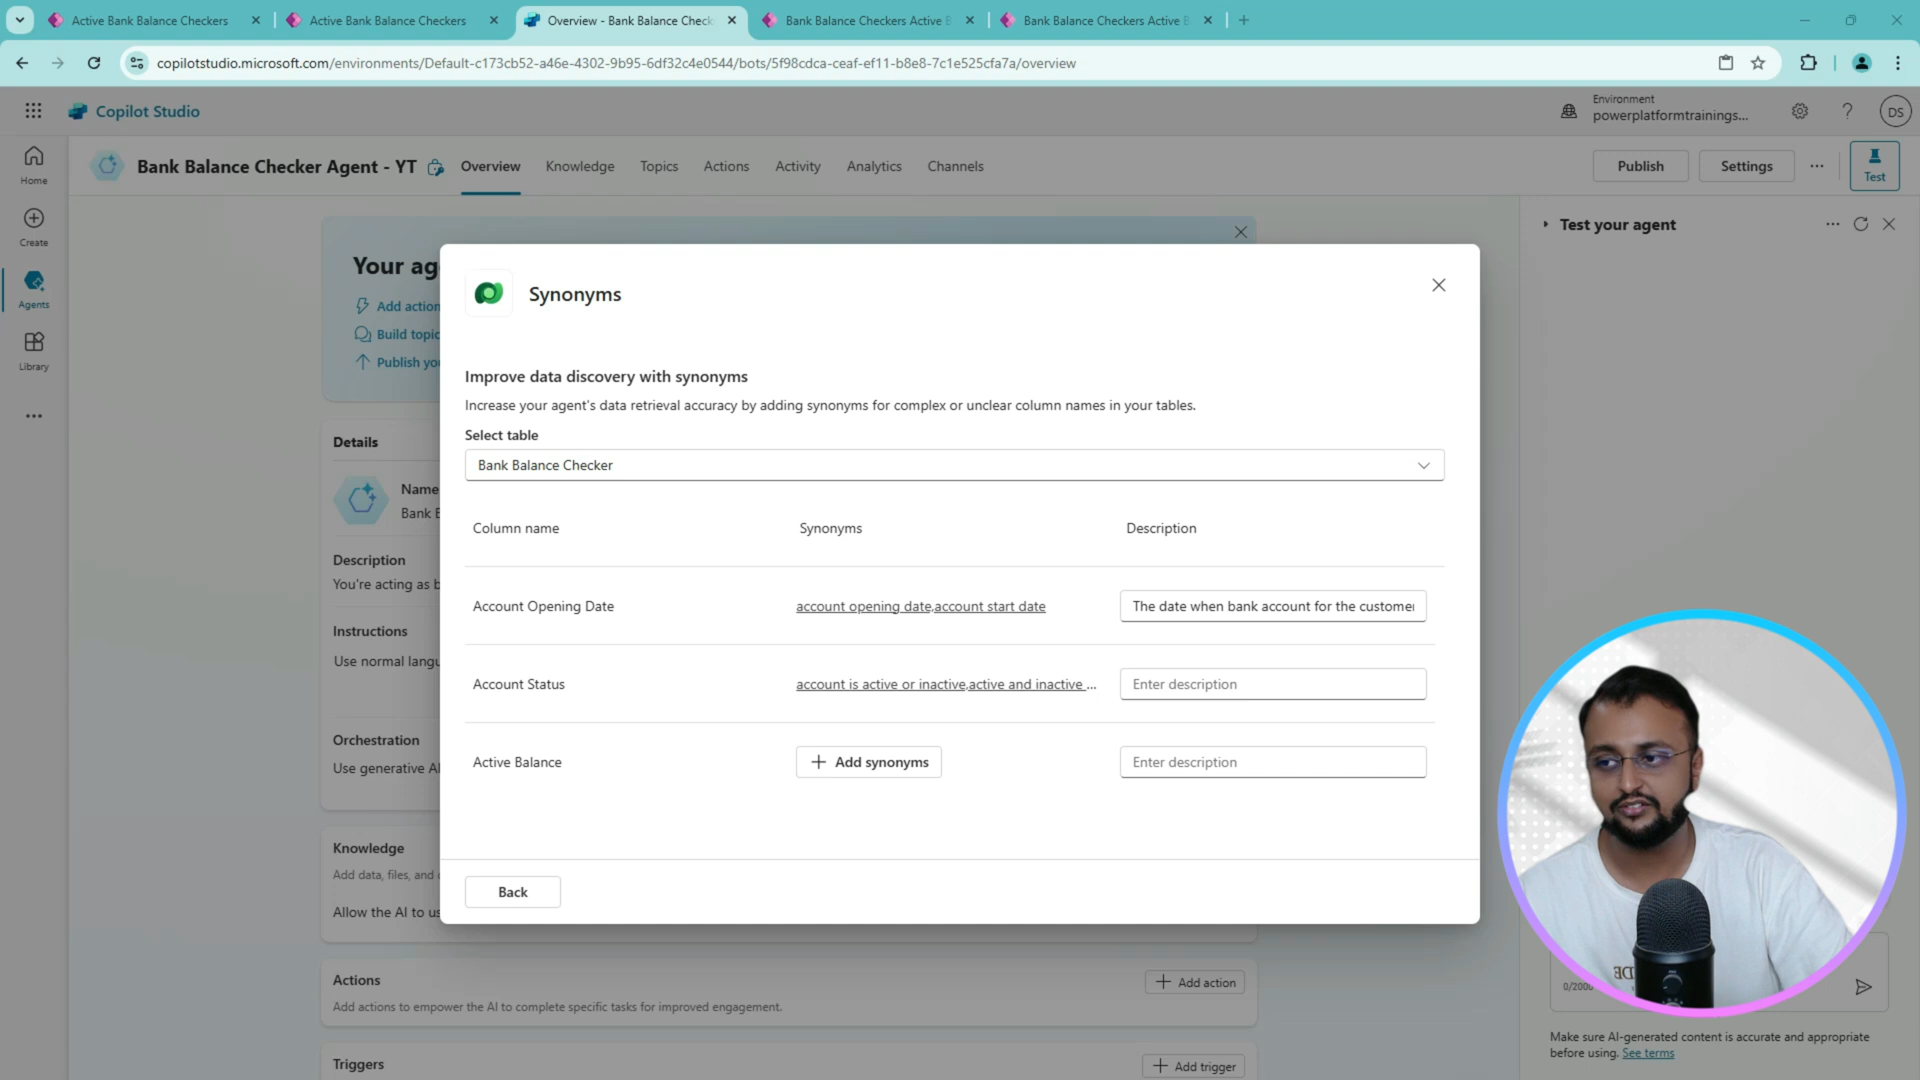 Active Bank Balance Checkers
Active Bank Balance Checkers
Overview - Bank Balance Check
Bank Balance Checkers Active B
Bank Balance Checkers Active B
copilotstudio.microsoft.com/environments/Default-c173cb52-a46e-4302-9b95-6df32c4e0544/bots/5f98cdca-ceaf-ef11-b8e8-7c1e525cfa7a/overview
Copilot Studio
Environment
powerplatformtrainings...
DS
Home
Create
Agents
Library
Bank Balance Checker Agent - YT
Overview
Knowledge
Topics
Actions
Activity
Analytics
Channels
Publish
Settings
Test
Test your agent
Your ag
Add action
Build topic
Publish yo
Details
Name
Bank B
Description
You're acting as b
Instructions
Use normal langu
Orchestration
Use generative AI
Knowledge
Add data, files, and
Allow the AI to us
Synonyms
Improve data discovery with synonyms
Increase your agent's data retrieval accuracy by adding synonyms for complex or unclear column names in your tables.
Select table
Bank Balance Checker
Column name Synonyms Description
Account Opening Date account opening date,account start date The date when bank account for the customer
Account Status account is active or inactive,active and inactive ... Enter description
Active Balance Add synonyms Enter description
Back
Actions
Add action
Add actions to empower the AI to complete specific tasks for improved engagement.
Triggers
Add trigger
0/2000
Make sure AI-generated content is accurate and appropriate
before using. See terms